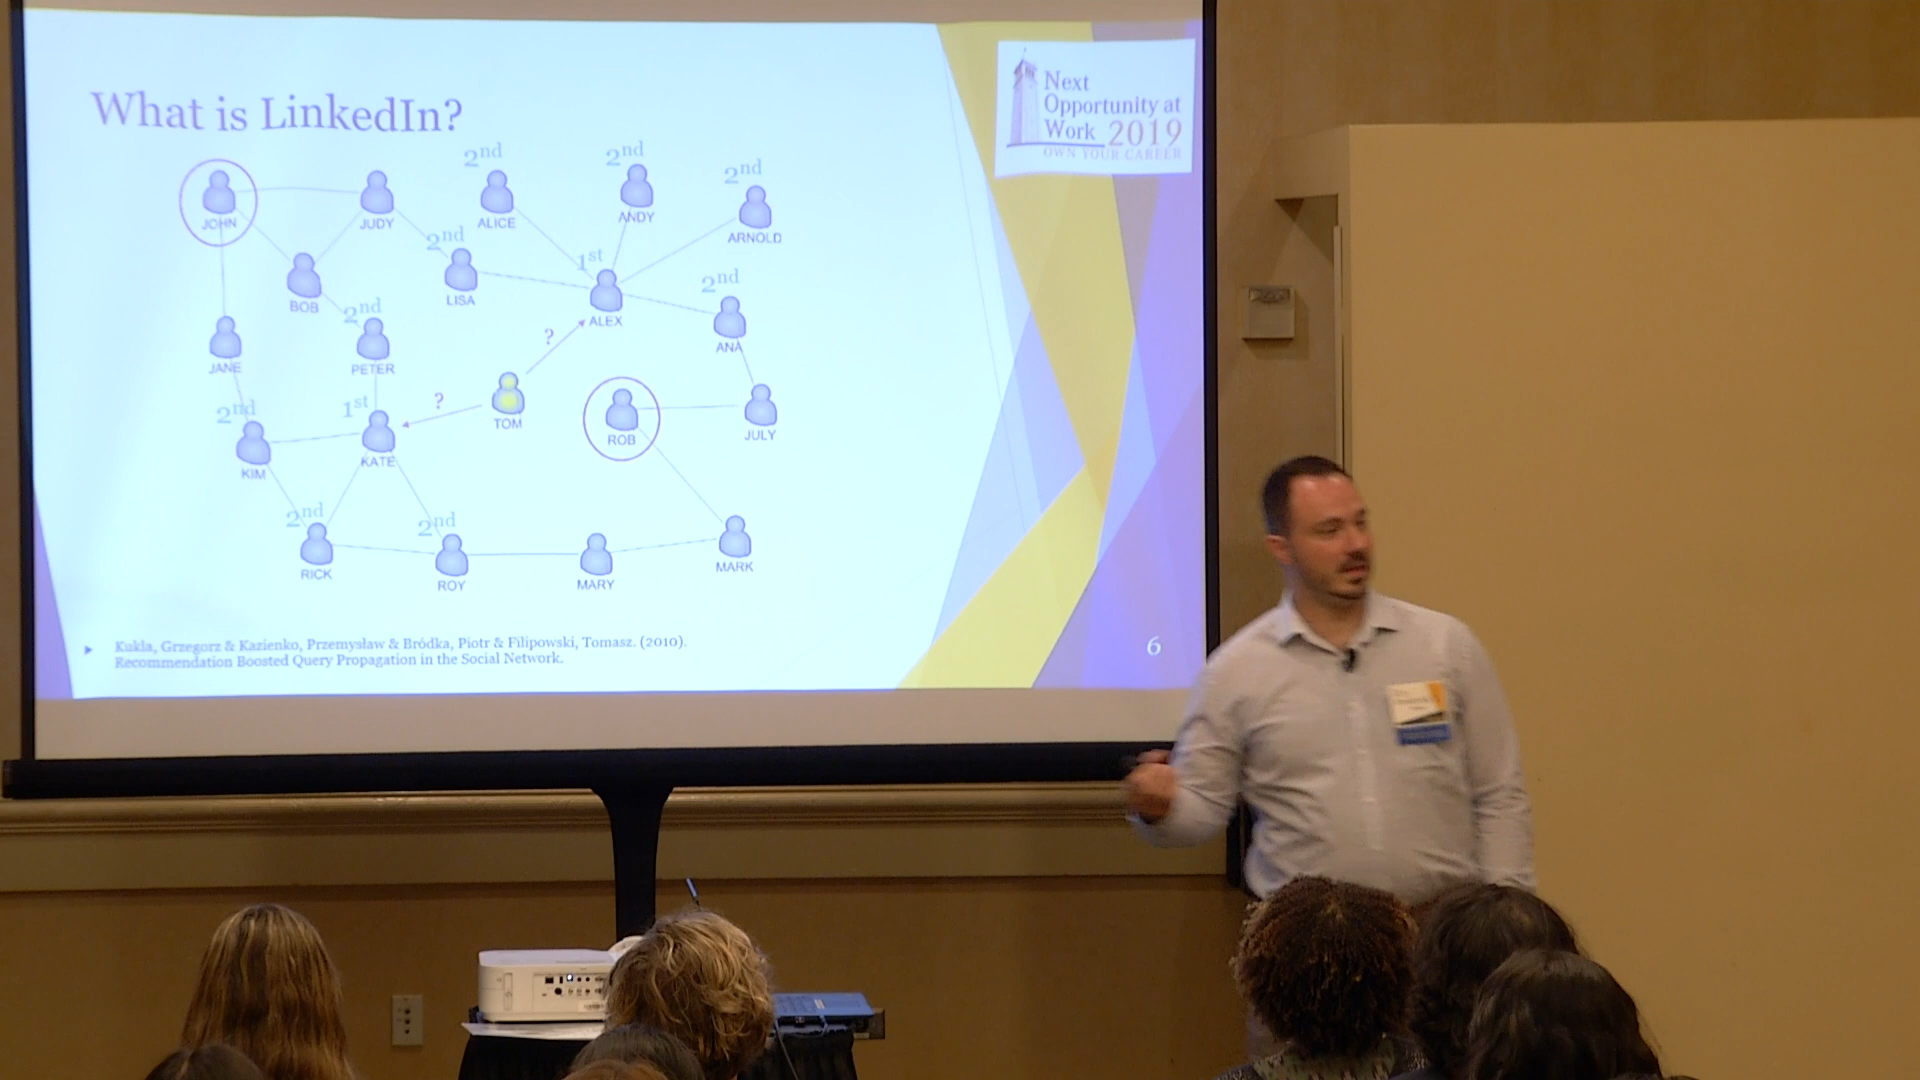 What is LinkedIn?
Next
Opportunity at
Work 2019
OWN YOUR CAREER
2nd
2nd
2nd
JOHN
JUDY
ALICE
ANDY
ARNOLD
2nd
1st
2nd
BOB
LISA
ALEX
2nd
?
ANA
JANE
PETER
2nd
1st
?
TOM
ROB
JULY
KIM
KATE
2nd
2nd
RICK
ROY
MARY
MARK
Kukla, Grzegorz & Kazienko, Przemysław & Bródka, Piotr & Filipowski, Tomasz. (2010).
Recommendation Boosted Query Propagation in the Social Network.
6